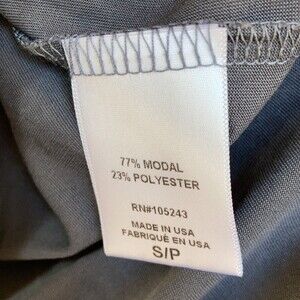 77% MODAL
23% POLYESTER
RN#105243
MADE IN USA
FABRIQUÉ EN USA
S/P